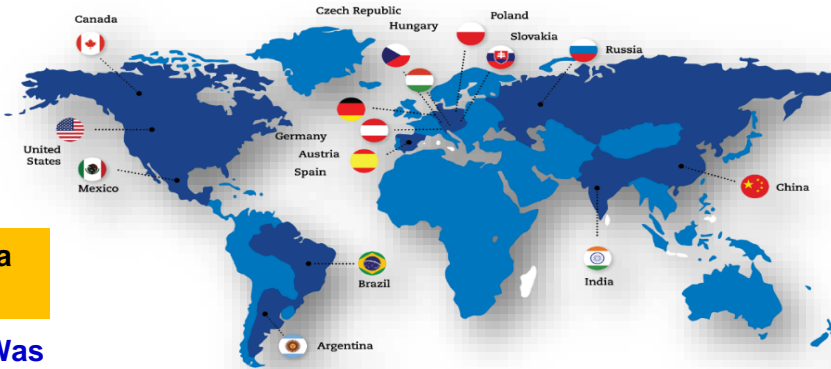 Czech Republic
Poland
Canada
Hungary
Slovakia
Russia
United
States
Germany
Austria
Spain
Mexico
China
India
Brazil
Argentina
a
Was